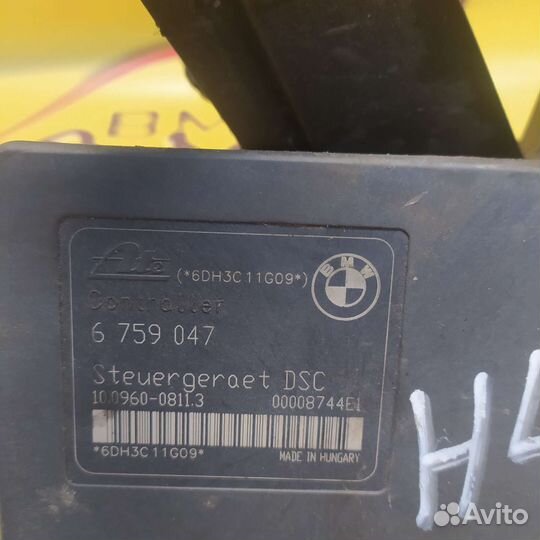 BM
Ate (*6DH3C11G09*) BMW
Controller
6 759 047
Steuergeraet DSC
10.0960-0811.3 00008744E1
*6DH3C11G09* MADE IN HUNGARY
H4
Avito